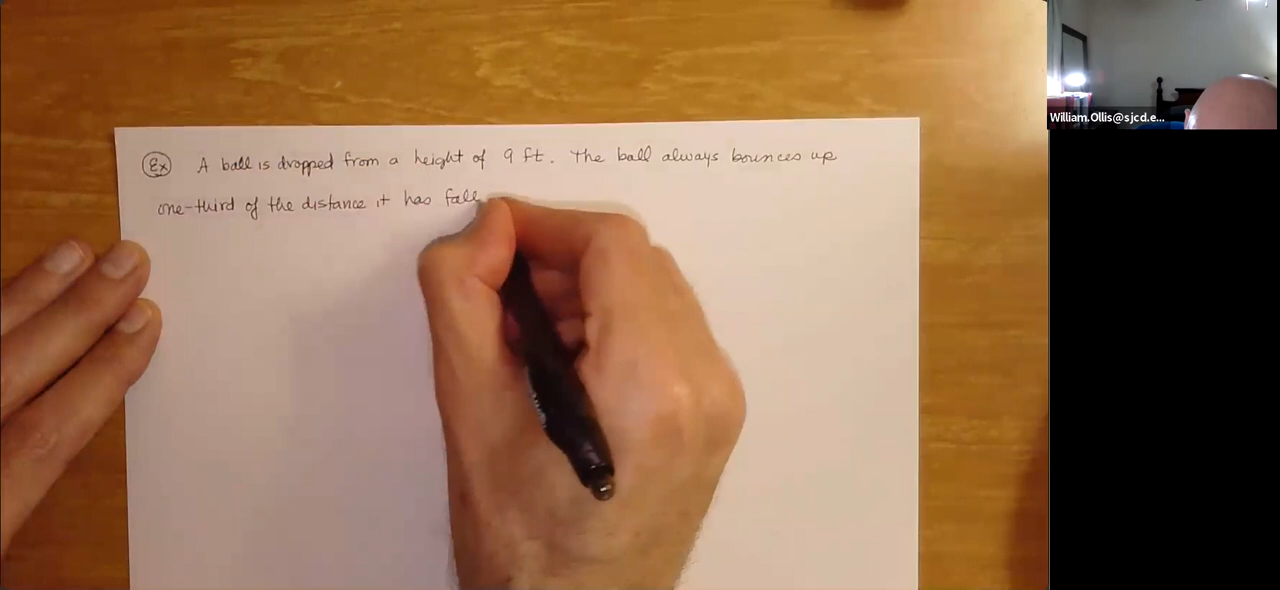 Ex A ball is dropped from a height of 9 ft. The ball always bounces up
one-third of the distance it has fall
William.Ollis@sjcd.e...